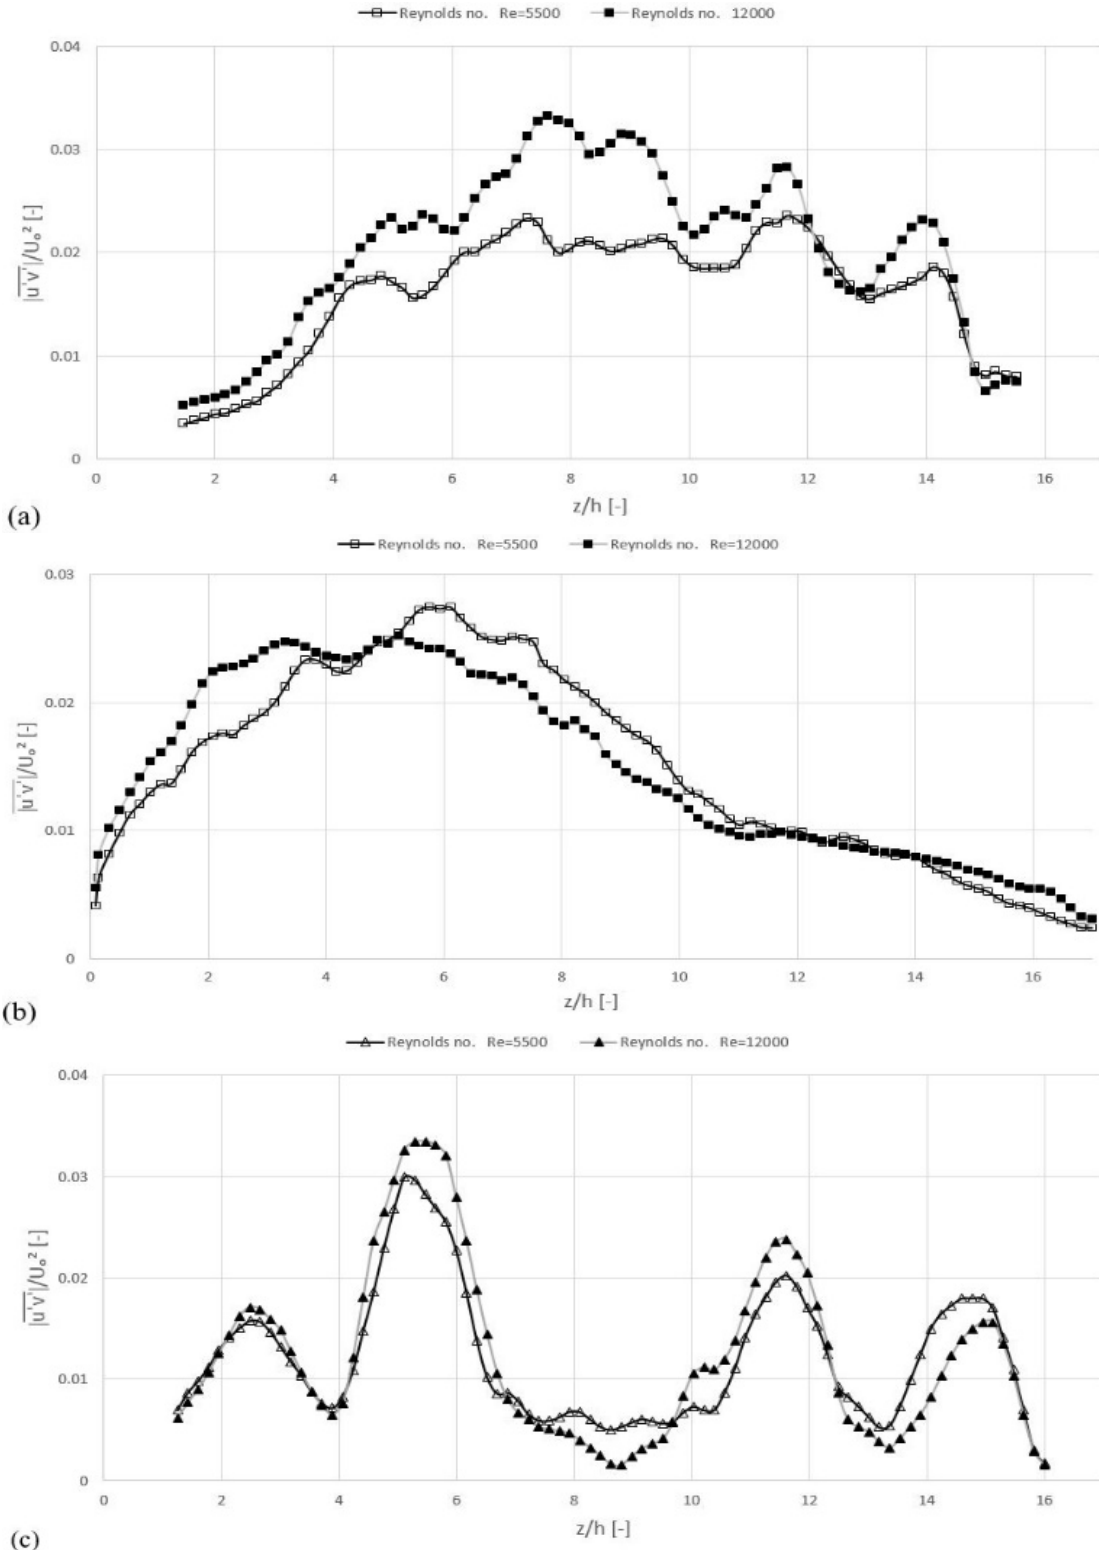 Reynolds no. Re=5500 Reynolds no. 12000
0.04
0.03
0.02
0.01
0
|u'v'|/Uₒ² [-]
0 2 4 6 8 10 12 14 16
z/h [-]
(a)
Reynolds no. Re=5500 Reynolds no. Re=12000
0.03
0.02
0.01
0
|u'v'|/Uₒ² [-]
0 2 4 6 8 10 12 14 16
z/h [-]
(b)
Reynolds no. Re=5500 Reynolds no. Re=12000
0.04
0.03
0.02
0.01
0
|u'v'|/Uₒ² [-]
0 2 4 6 8 10 12 14 16
z/h [-]
(c)